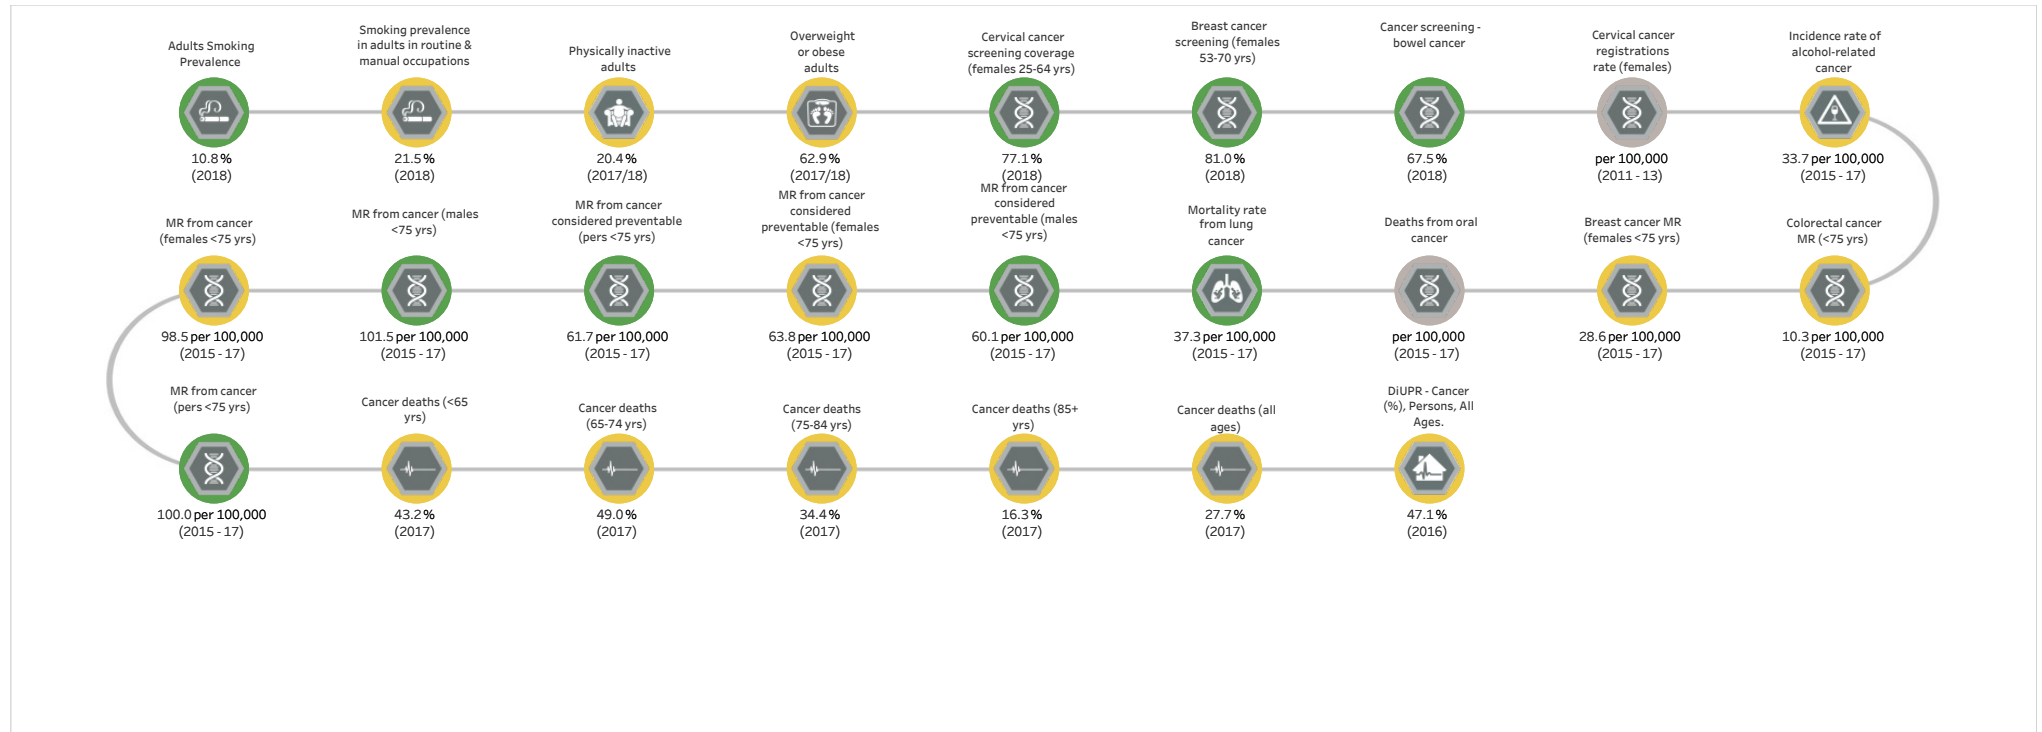 Adults Smoking
Prevalence
10.8 %
(2018)
Smoking prevalence
in adults in routine &
manual occupations
21.5 %
(2018)
Physically inactive
adults
20.4 %
(2017/18)
Overweight
or obese
adults
62.9 %
(2017/18)
Cervical cancer
screening coverage
(females 25-64 yrs)
77.1 %
(2018)
Breast cancer
screening (females
53-70 yrs)
81.0 %
(2018)
Cancer screening -
bowel cancer
67.5 %
(2018)
Cervical cancer
registrations
rate (females)
per 100,000
(2011 - 13)
Incidence rate of
alcohol-related
cancer
33.7 per 100,000
(2015 - 17)
MR from cancer
(females <75 yrs)
98.5 per 100,000
(2015 - 17)
MR from cancer (males
<75 yrs)
101.5 per 100,000
(2015 - 17)
MR from cancer
considered preventable
(pers <75 yrs)
61.7 per 100,000
(2015 - 17)
MR from cancer
considered
preventable (females
<75 yrs)
63.8 per 100,000
(2015 - 17)
MR from cancer
considered
preventable (males
<75 yrs)
60.1 per 100,000
(2015 - 17)
Mortality rate
from lung
cancer
37.3 per 100,000
(2015 - 17)
Deaths from oral
cancer
per 100,000
(2015 - 17)
Breast cancer MR
(females <75 yrs)
28.6 per 100,000
(2015 - 17)
Colorectal cancer
MR (<75 yrs)
10.3 per 100,000
(2015 - 17)
MR from cancer
(pers <75 yrs)
100.0 per 100,000
(2015 - 17)
Cancer deaths (<65
yrs)
43.2 %
(2017)
Cancer deaths
(65-74 yrs)
49.0 %
(2017)
Cancer deaths
(75-84 yrs)
34.4 %
(2017)
Cancer deaths (85+
yrs)
16.3 %
(2017)
Cancer deaths (all
ages)
27.7 %
(2017)
DiUPR - Cancer
(%), Persons, All
Ages.
47.1 %
(2016)